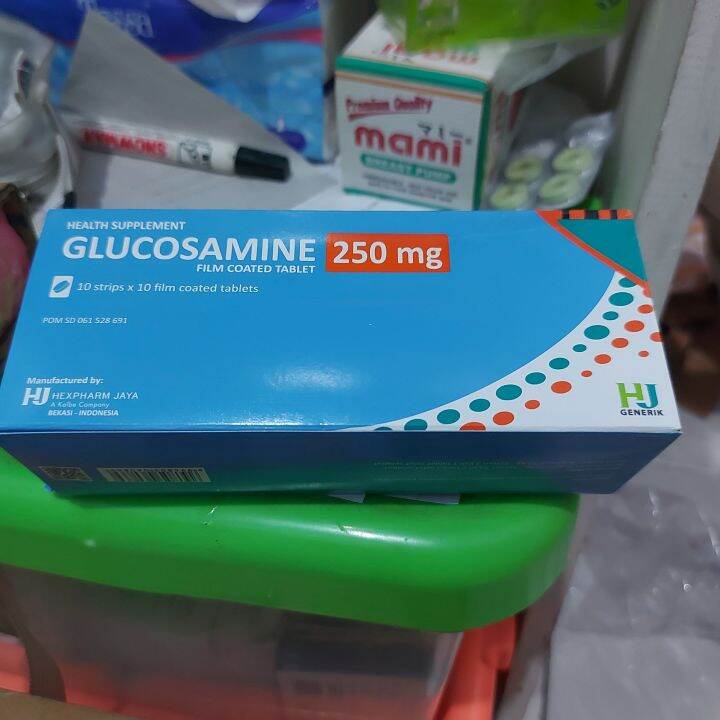 SNOWMAN
Premium Quality
mami
BREAST PUMP
HEALTH SUPPLEMENT
GLUCOSAMINE 250 mg
FILM COATED TABLET
10 strips x 10 film coated tablets
POM SD 061 528 691
Manufactured by:
HJ HEXPHARM JAYA
A Kalbe Company
BEKASI - INDONESIA
HJ
GENERIK